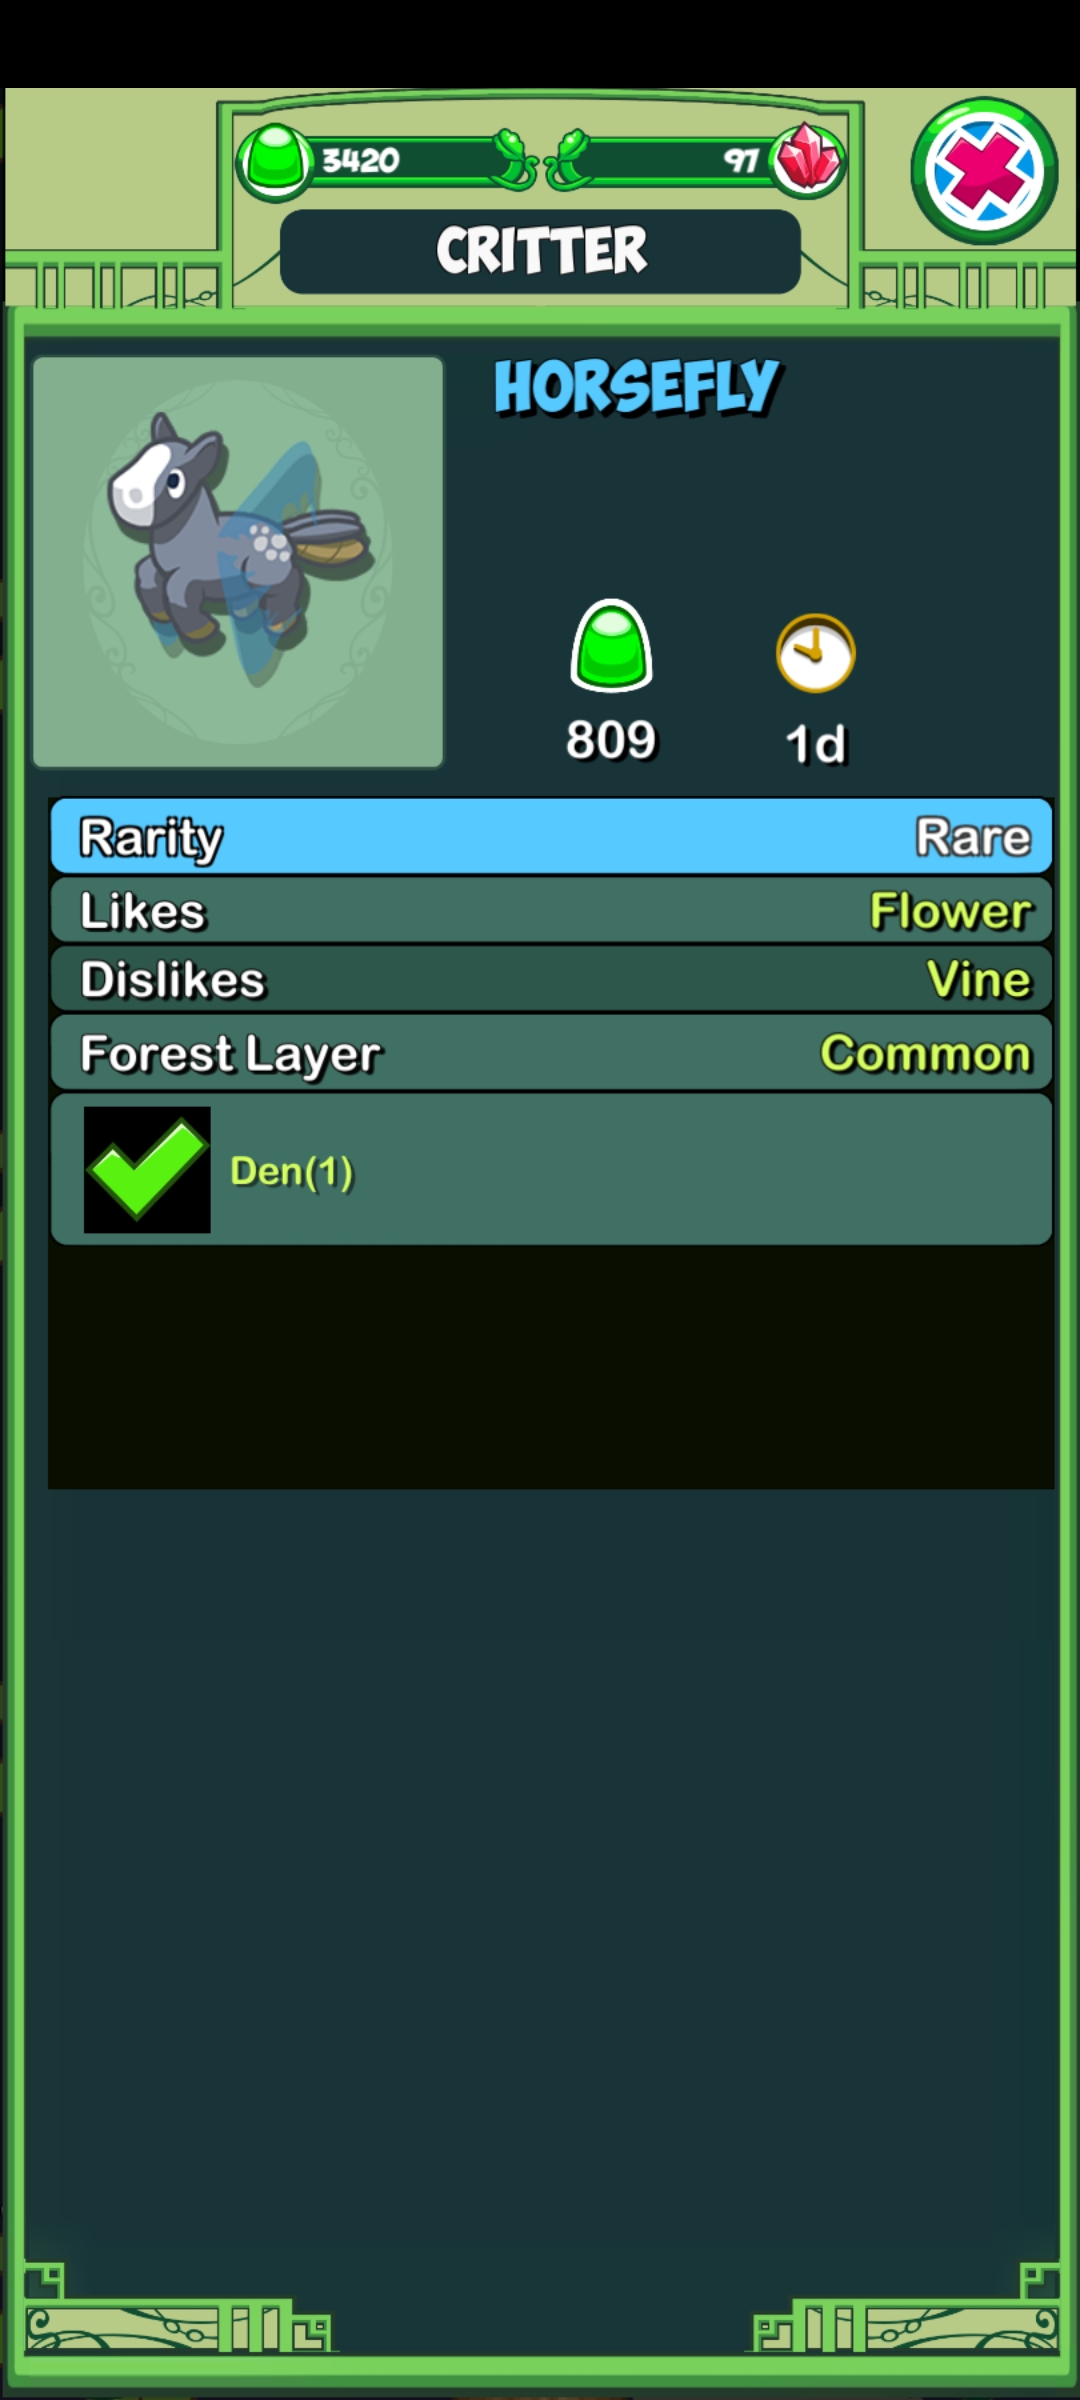 3420
97
CRITTER
HORSEFLY
809
1d
Rarity Rare
Likes Flower
Dislikes Vine
Forest Layer Common
Den(1)